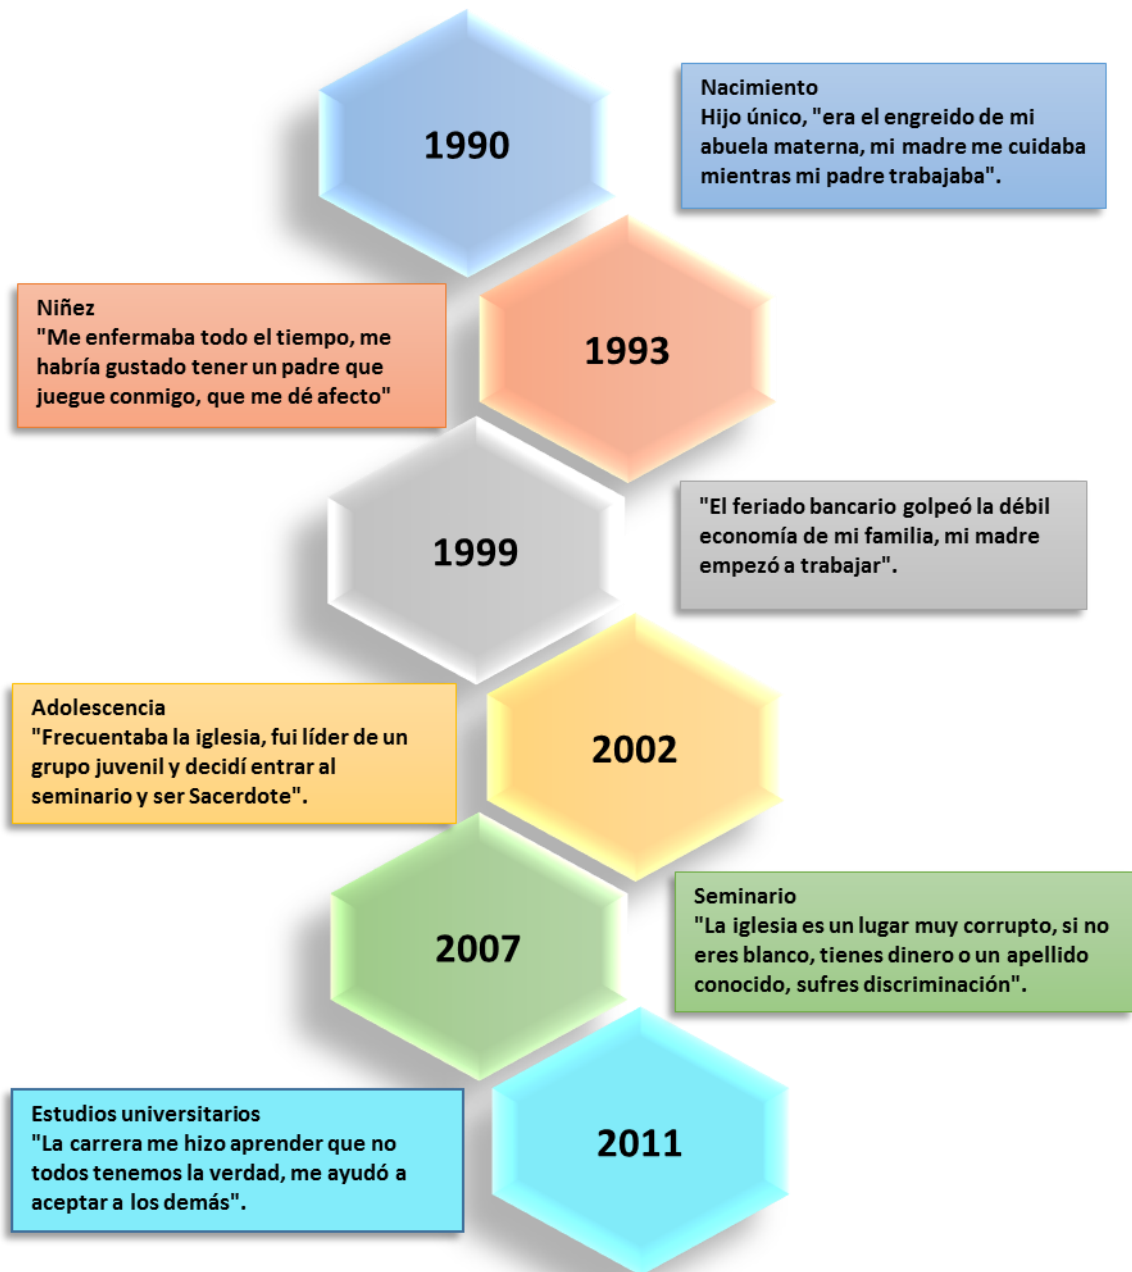 1990
Nacimiento
Hijo único, "era el engreido de mi
abuela materna, mi madre me cuidaba
mientras mi padre trabajaba".
Niñez
"Me enfermaba todo el tiempo, me
habría gustado tener un padre que
juegue conmigo, que me dé afecto"
1993
1999
"El feriado bancario golpeó la débil
economía de mi familia, mi madre
empezó a trabajar".
Adolescencia
"Frecuentaba la iglesia, fui líder de un
grupo juvenil y decidí entrar al
seminario y ser Sacerdote".
2002
2007
Seminario
"La iglesia es un lugar muy corrupto, si no
eres blanco, tienes dinero o un apellido
conocido, sufres discriminación".
Estudios universitarios
"La carrera me hizo aprender que no
todos tenemos la verdad, me ayudó a
aceptar a los demás".
2011